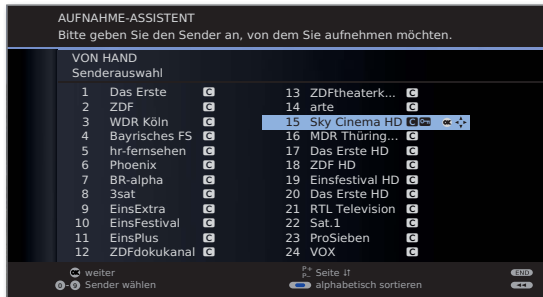 AUFNAHME-ASSISTENT
Bitte geben Sie den Sender an, von dem Sie aufnehmen möchten.
VON HAND
Senderauswahl
1 Das Erste C
2 ZDF C
3 WDR Köln C
4 Bayrisches FS C
5 hr-fernsehen C
6 Phoenix C
7 BR-alpha C
8 3sat C
9 EinsExtra C
10 EinsFestival C
11 EinsPlus C
12 ZDFdokukanal C
13 ZDFtheaterk... C
14 arte C
15 Sky Cinema HD C OK
16 MDR Thüring... C
17 Das Erste HD C
18 ZDF HD C
19 Einsfestival HD C
20 Das Erste HD C
21 RTL Television C
22 Sat.1 C
23 ProSieben C
24 VOX C
OK weiter
0-9 Sender wählen
P+ P- Seite ↓↑
alphabetisch sortieren
END